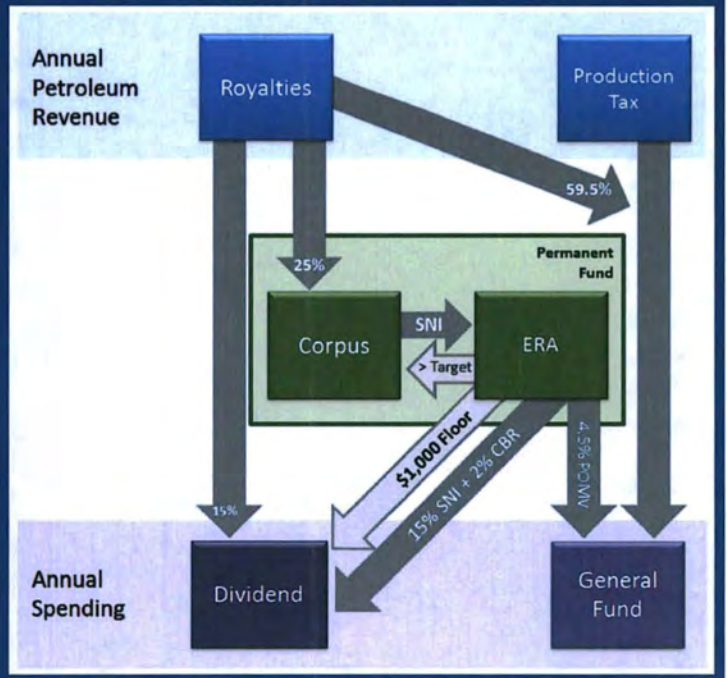 Annual
Petroleum
Revenue
Royalties
Production
Tax
59.5%
25%
Permanent
Fund
Corpus
SNI
ERA
> Target
$1,000 Floor
15% SNI + 2% CBR
4.5% POMV
15%
Annual
Spending
Dividend
General
Fund